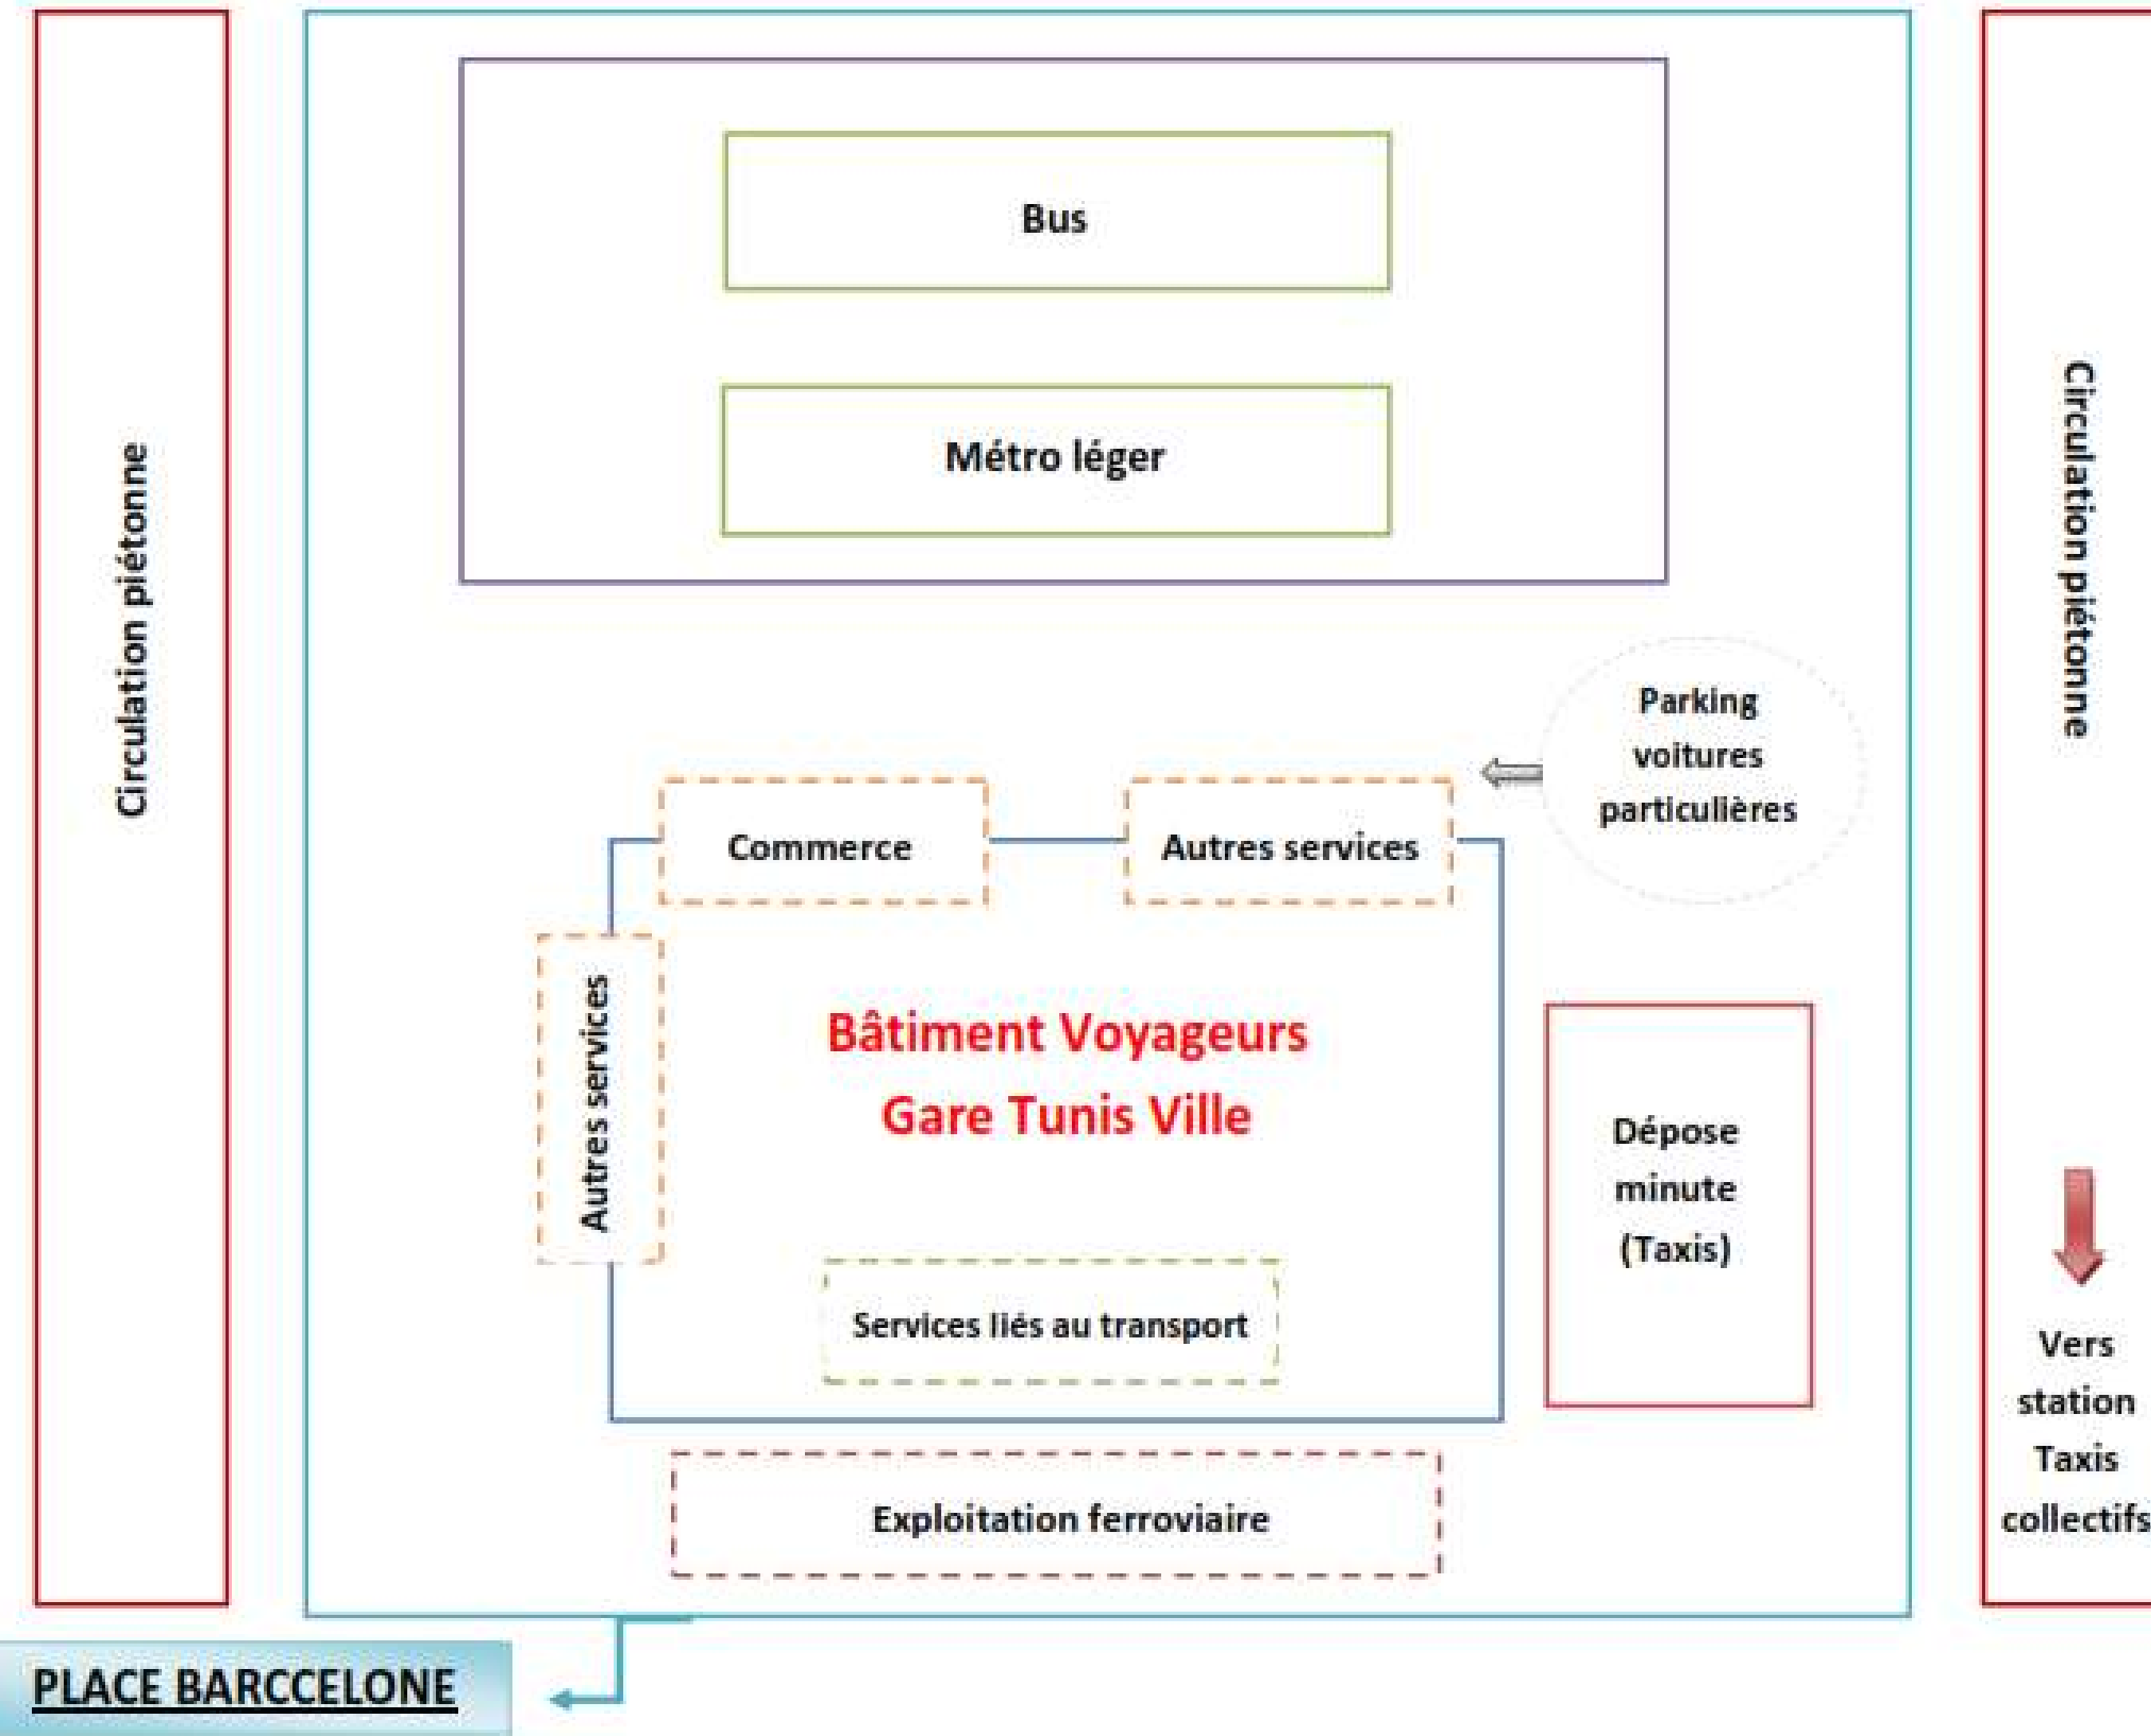 Circulation piétonne
Bus
Métro léger
Circulation piétonne
Parking
voitures
particulières
Commerce
Autres services
Autres services
Bâtiment Voyageurs
Gare Tunis Ville
Dépose
minute
(Taxis)
Services liés au transport
Vers
station
Taxis
collectifs
Exploitation ferroviaire
PLACE BARCCELONE